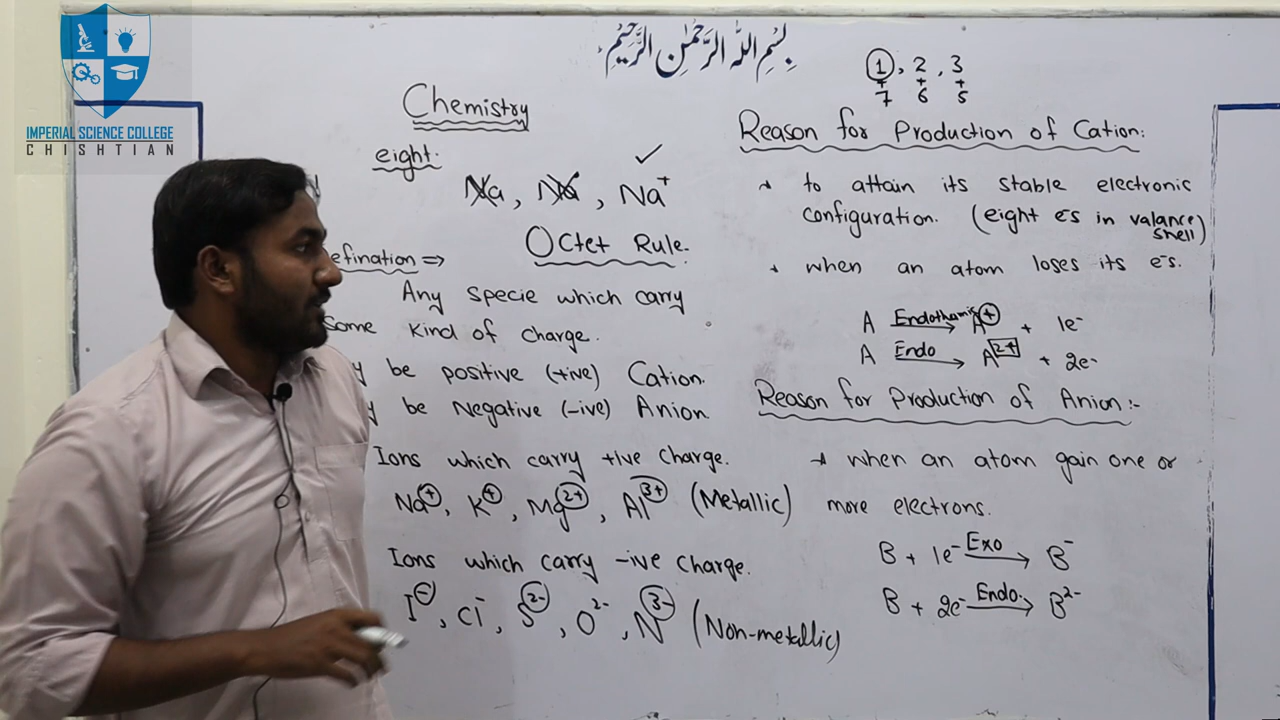 IMPERIAL SCIENCE COLLEGE
CHISHTIAN
بِسْمِ اللّٰهِ الرَّحْمٰنِ الرَّحِيْمِ
Chemistry
eight:
Na, Na, Na⁺ ✓
Octet Rule.
efination ⇒
Any specie which carry
some kind of charge.
y be positive (+ive) Cation.
y be Negative (-ive) Anion.
Ions which carry +ive charge.
Na⁺, K⁺, Mg²⁺, Al³⁺ (Metallic)
Ions which carry -ive charge.
I⁻, Cl⁻, S²⁻, O²⁻, N³⁻ (Non-metallic)
1, 2, 3
+ + +
7 6 5
Reason for Production of Cation:
to attain its stable electronic
configuration. (eight e⁻s in valance
shell)
when an atom loses its e⁻s.
A Endothamic→ A⁺ + 1e⁻
A Endo→ A²⁺ + 2e⁻
Reason for Production of Anion:-
when an atom gain one or
more electrons.
B + 1e⁻ Exo→ B⁻
B + 2e⁻ Endo→ B²⁻